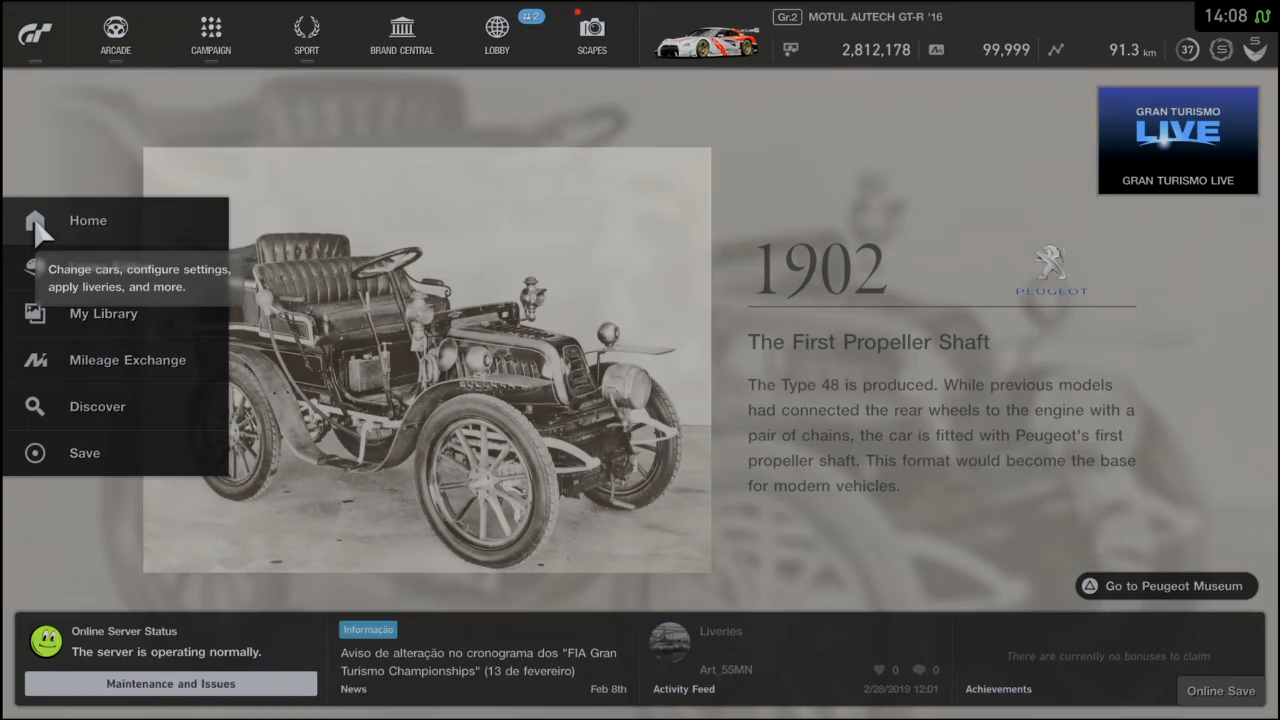 14:08
GT
ARCADE
CAMPAIGN
SPORT
BRAND CENTRAL
2
LOBBY
SCAPES
Gr.2 MOTUL AUTECH GT-R '16
2,812,178
99,999
91.3 km
37
S
S
GRAN TURISMO
LIVE
GRAN TURISMO LIVE
Home
Change cars, configure settings,
apply liveries, and more.
My Library
Mileage Exchange
Discover
Save
1902
PEUGEOT
The First Propeller Shaft
The Type 48 is produced. While previous models
had connected the rear wheels to the engine with a
pair of chains, the car is fitted with Peugeot's first
propeller shaft. This format would become the base
for modern vehicles.
Go to Peugeot Museum
Online Server Status
The server is operating normally.
Maintenance and Issues
Informação
Aviso de alteração no cronograma dos "FIA Gran
Turismo Championships" (13 de fevereiro)
News
Feb 8th
Liveries
Art_55MN
0
0
Activity Feed
2/28/2019 12:01
There are currently no bonuses to claim
Achievements
Online Save